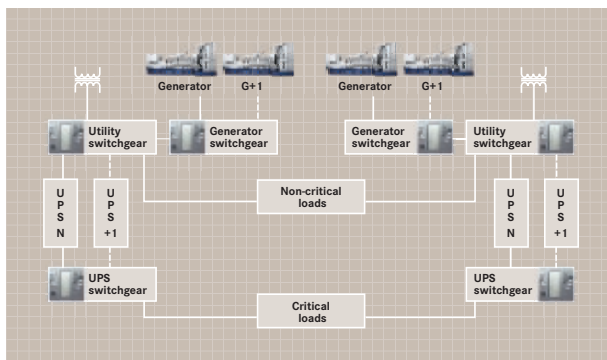 Generator
G+1
Generator
G+1
Utility
switchgear
Generator
switchgear
Generator
switchgear
Utility
switchgear
U
P
S
N
U
P
S
+1
Non-critical
loads
U
P
S
N
U
P
S
+1
UPS
switchgear
Critical
loads
UPS
switchgear